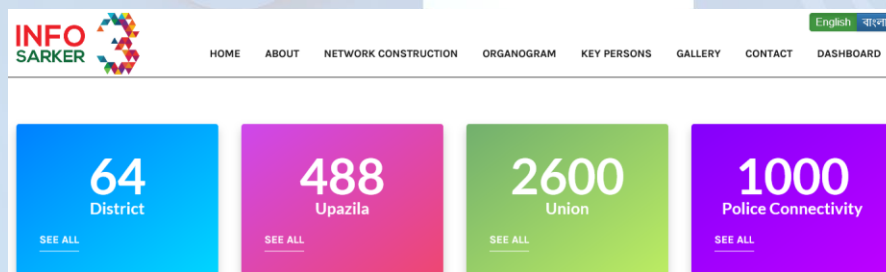 INFO
SARKER
3
English বাংলা
HOME ABOUT NETWORK CONSTRUCTION ORGANOGRAM KEY PERSONS GALLERY CONTACT DASHBOARD
64 488 2600 1000
District Upazila Union Police Connectivity
SEE ALL SEE ALL SEE ALL SEE ALL